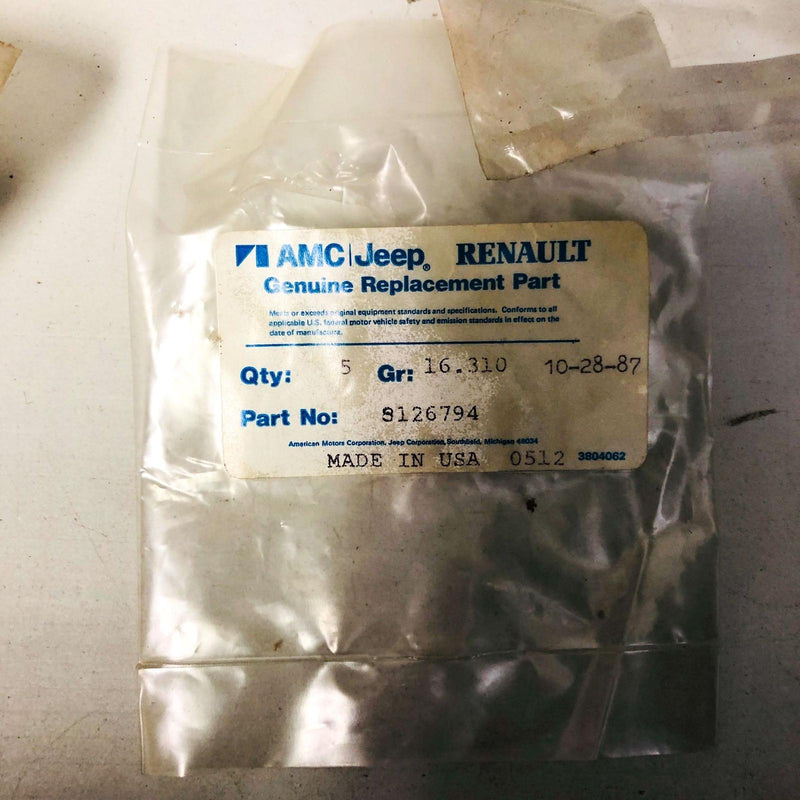 AMC|Jeep® RENAULT
Genuine Replacement Part
Meets or exceeds original equipment standards and specifications. Conforms to all
applicable U.S. federal motor vehicle safety and emission standards in effect on the
date of manufacture.
Qty: 5 Gr: 16.310 10-28-87
Part No: 8126794
American Motors Corporation, Jeep Corporation, Southfield, Michigan 48034
MADE IN USA 0512 3804062